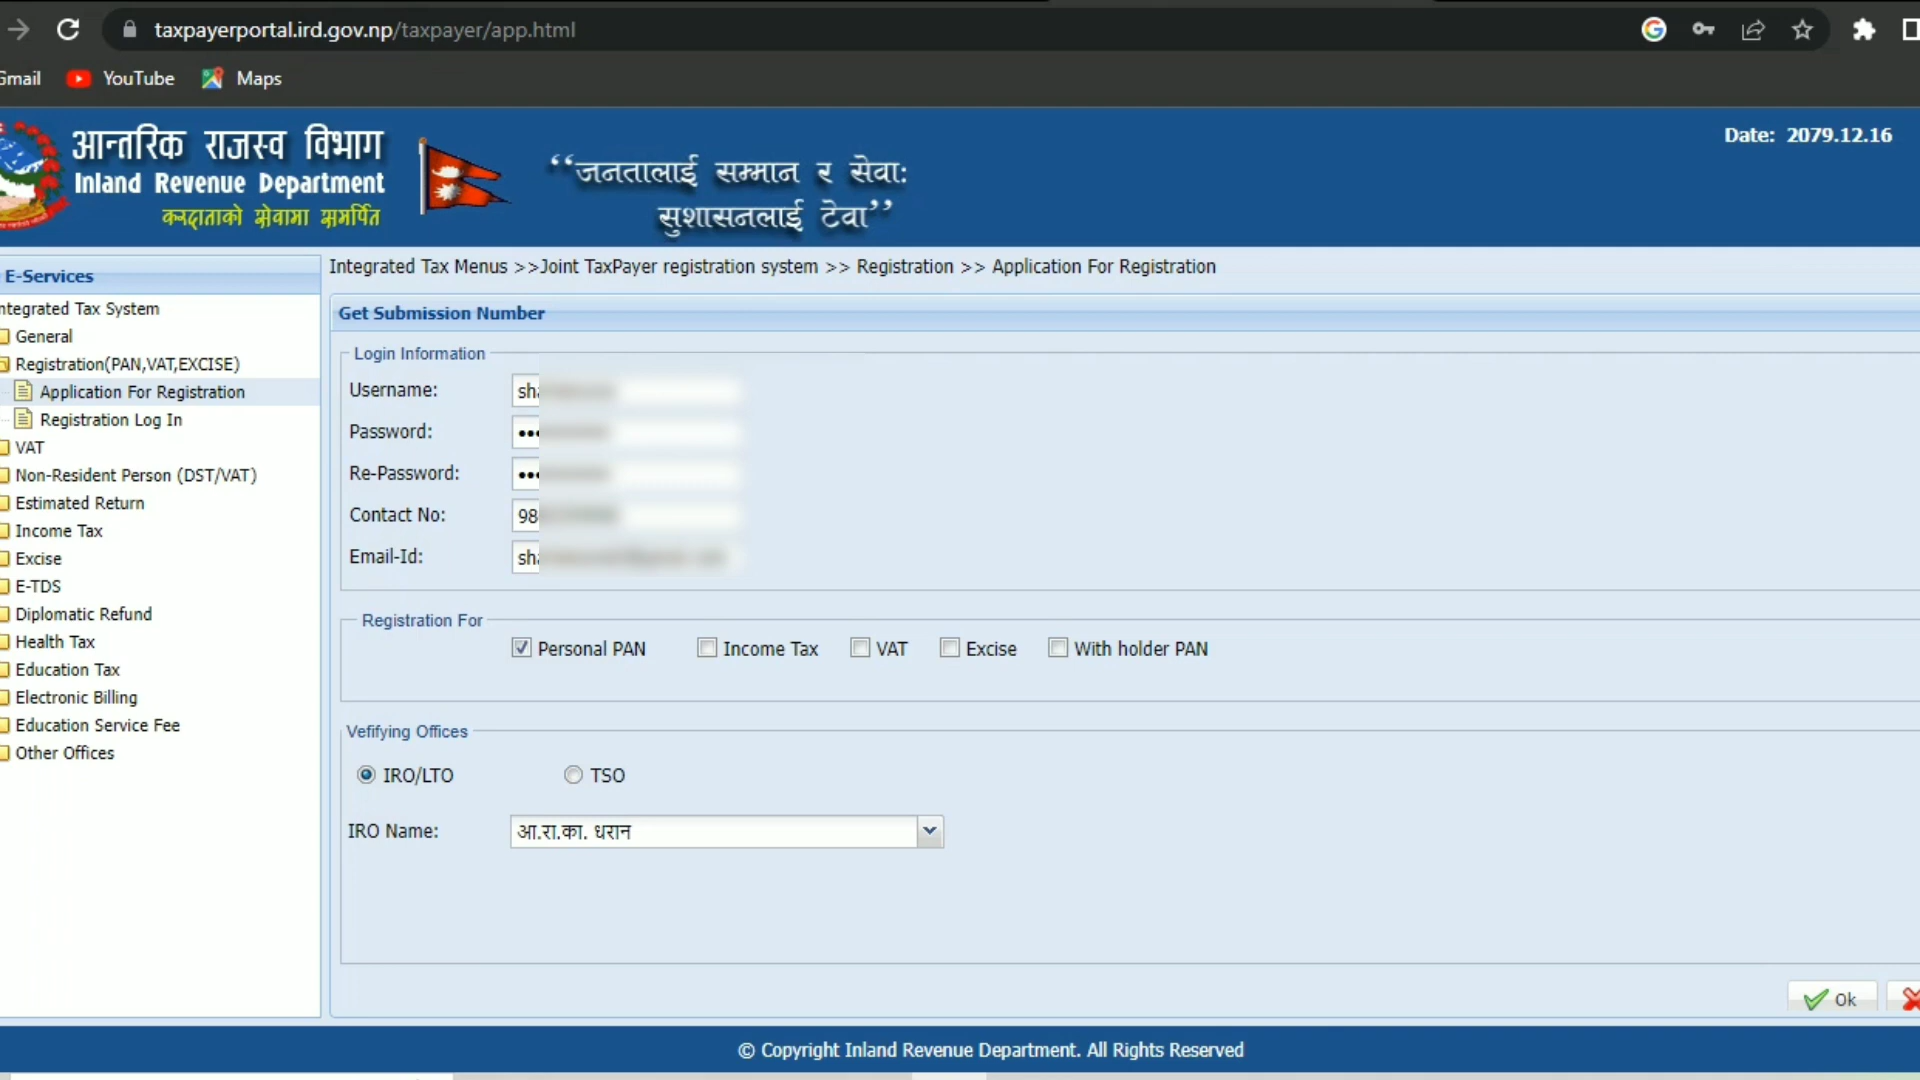 taxpayerportal.ird.gov.np/taxpayer/app.html
Gmail YouTube Maps
आन्तरिक राजस्व विभाग
Inland Revenue Department
करदाताको सेवामा समर्पित
“जनतालाई सम्मान र सेवा:
सुशासनलाई टेवा”
Date: 2079.12.16
E-Services
ntegrated Tax System
General
Registration(PAN,VAT,EXCISE)
Application For Registration
Registration Log In
VAT
Non-Resident Person (DST/VAT)
Estimated Return
Income Tax
Excise
E-TDS
Diplomatic Refund
Health Tax
Education Tax
Electronic Billing
Education Service Fee
Other Offices
Integrated Tax Menus >>Joint TaxPayer registration system >> Registration >> Application For Registration
Get Submission Number
Login Information
Username: sh
Password:
Re-Password:
Contact No: 98
Email-Id: sh
Registration For
Personal PAN Income Tax VAT Excise With holder PAN
Vefifying Offices
IRO/LTO TSO
IRO Name: आ.रा.का. धरान
Ok
© Copyright Inland Revenue Department. All Rights Reserved